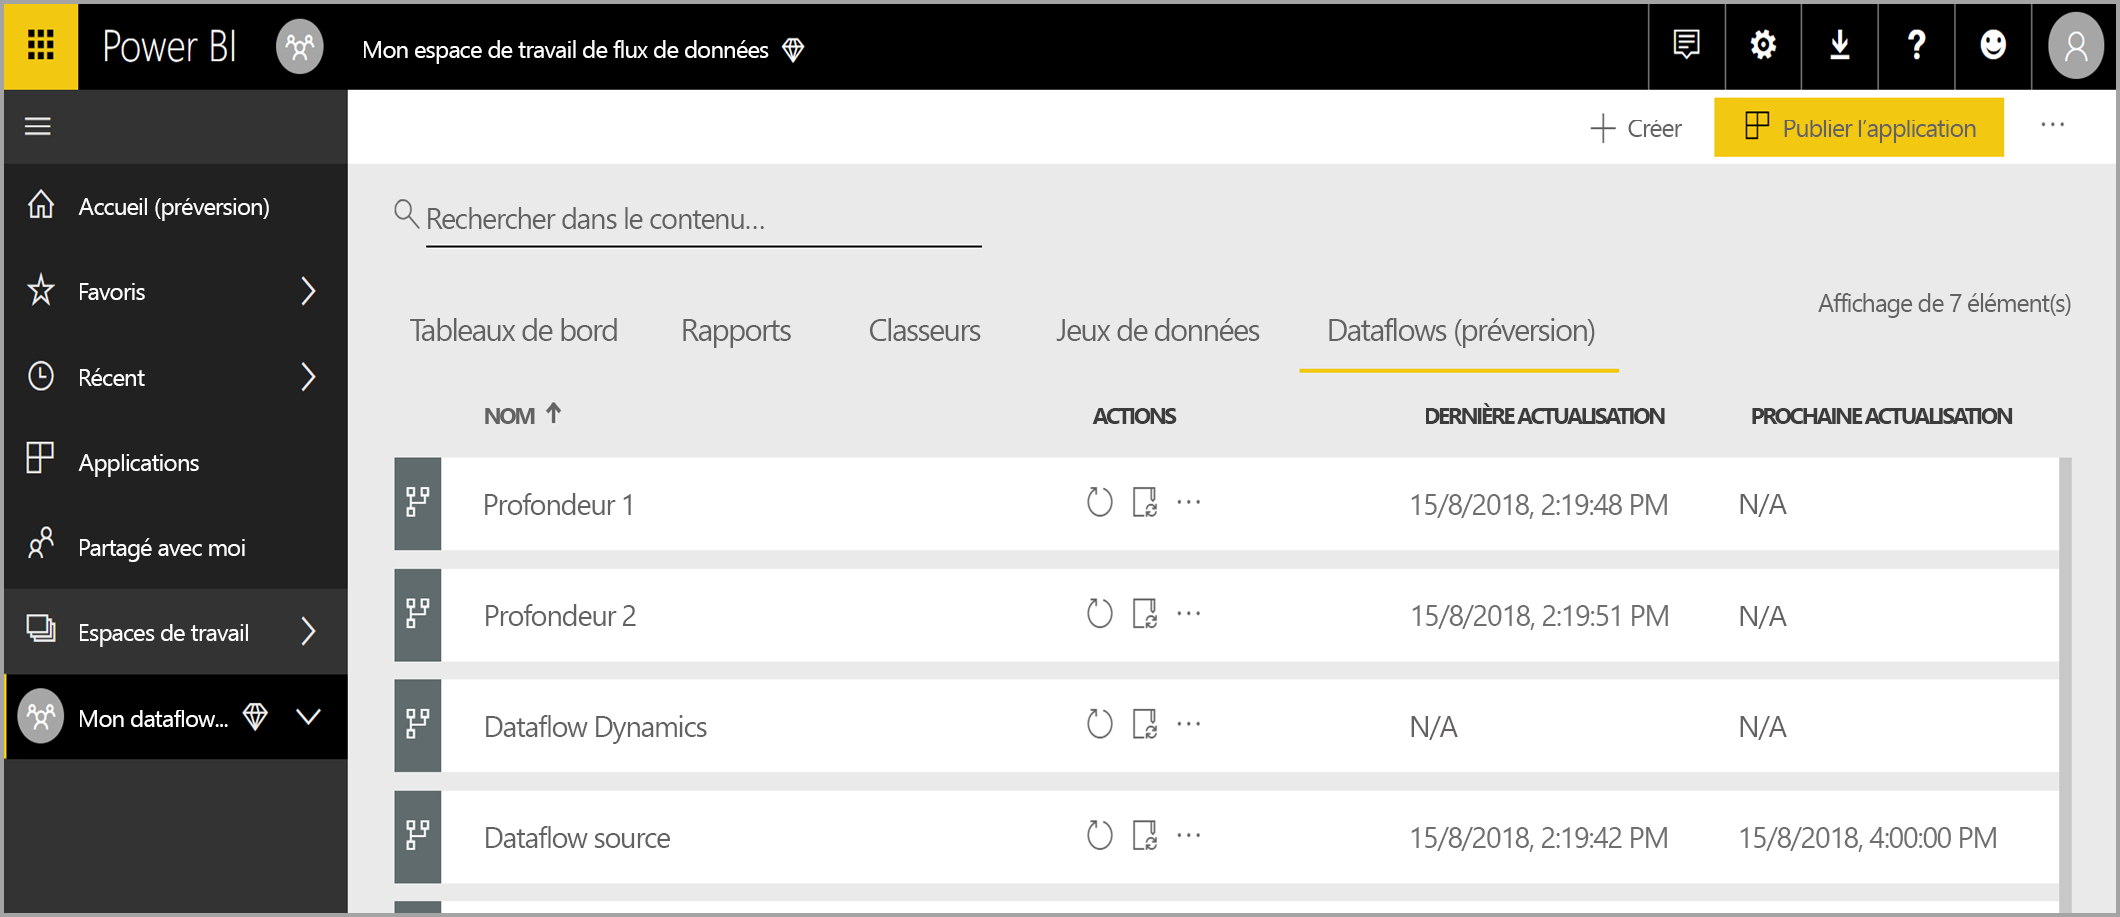 Power BI
Mon espace de travail de flux de données
Créer
Publier l’application
Accueil (préversion)
Favoris
Récent
Applications
Partagé avec moi
Espaces de travail
Mon dataflow...
Rechercher dans le contenu...
Affichage de 7 élément(s)
Tableaux de bord Rapports Classeurs Jeux de données Dataflows (préversion)
NOM ACTIONS DERNIÈRE ACTUALISATION PROCHAINE ACTUALISATION
Profondeur 1 15/8/2018, 2:19:48 PM N/A
Profondeur 2 15/8/2018, 2:19:51 PM N/A
Dataflow Dynamics N/A N/A
Dataflow source 15/8/2018, 2:19:42 PM 15/8/2018, 4:00:00 PM